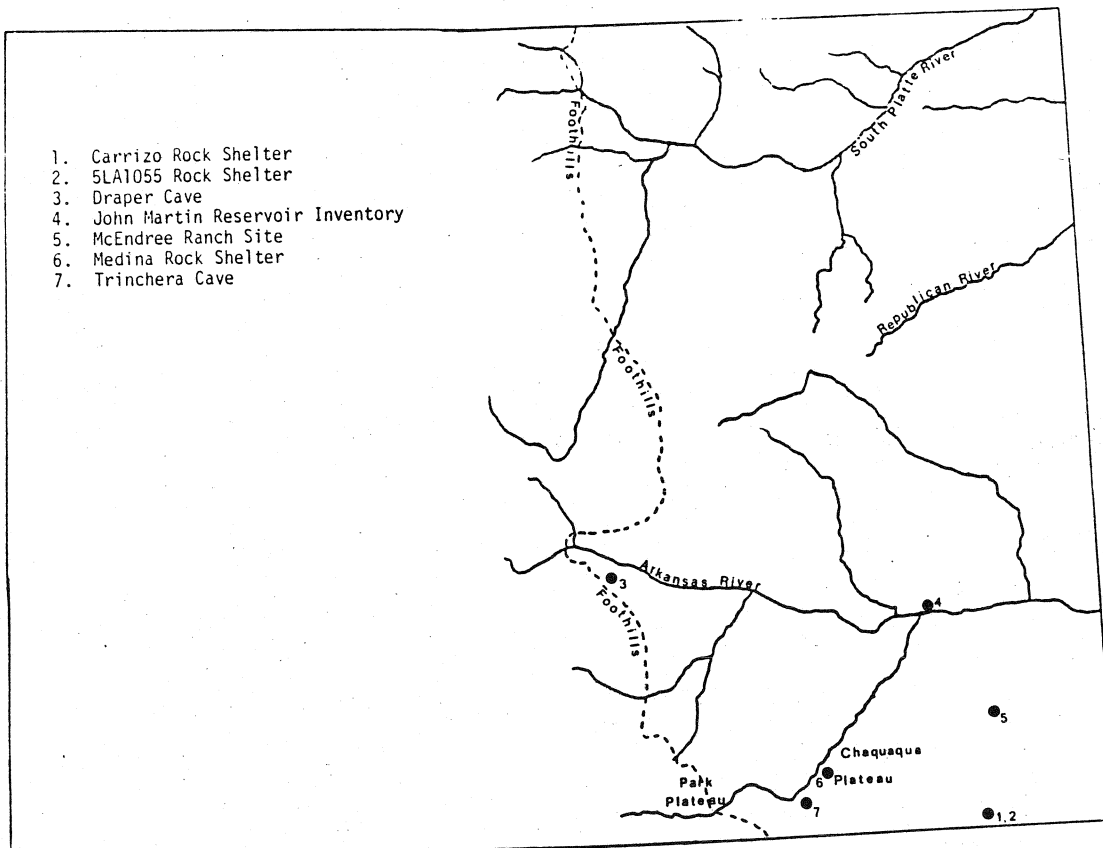 1. Carrizo Rock Shelter
2. 5LA1055 Rock Shelter
3. Draper Cave
4. John Martin Reservoir Inventory
5. McEndree Ranch Site
6. Medina Rock Shelter
7. Trinchera Cave
Foothills
South Platte River
Republican River
Foothills
Arkansas River
3
Foothills
4
5
Chaquaqua
Plateau
6
Park
Plateau
7
1,2